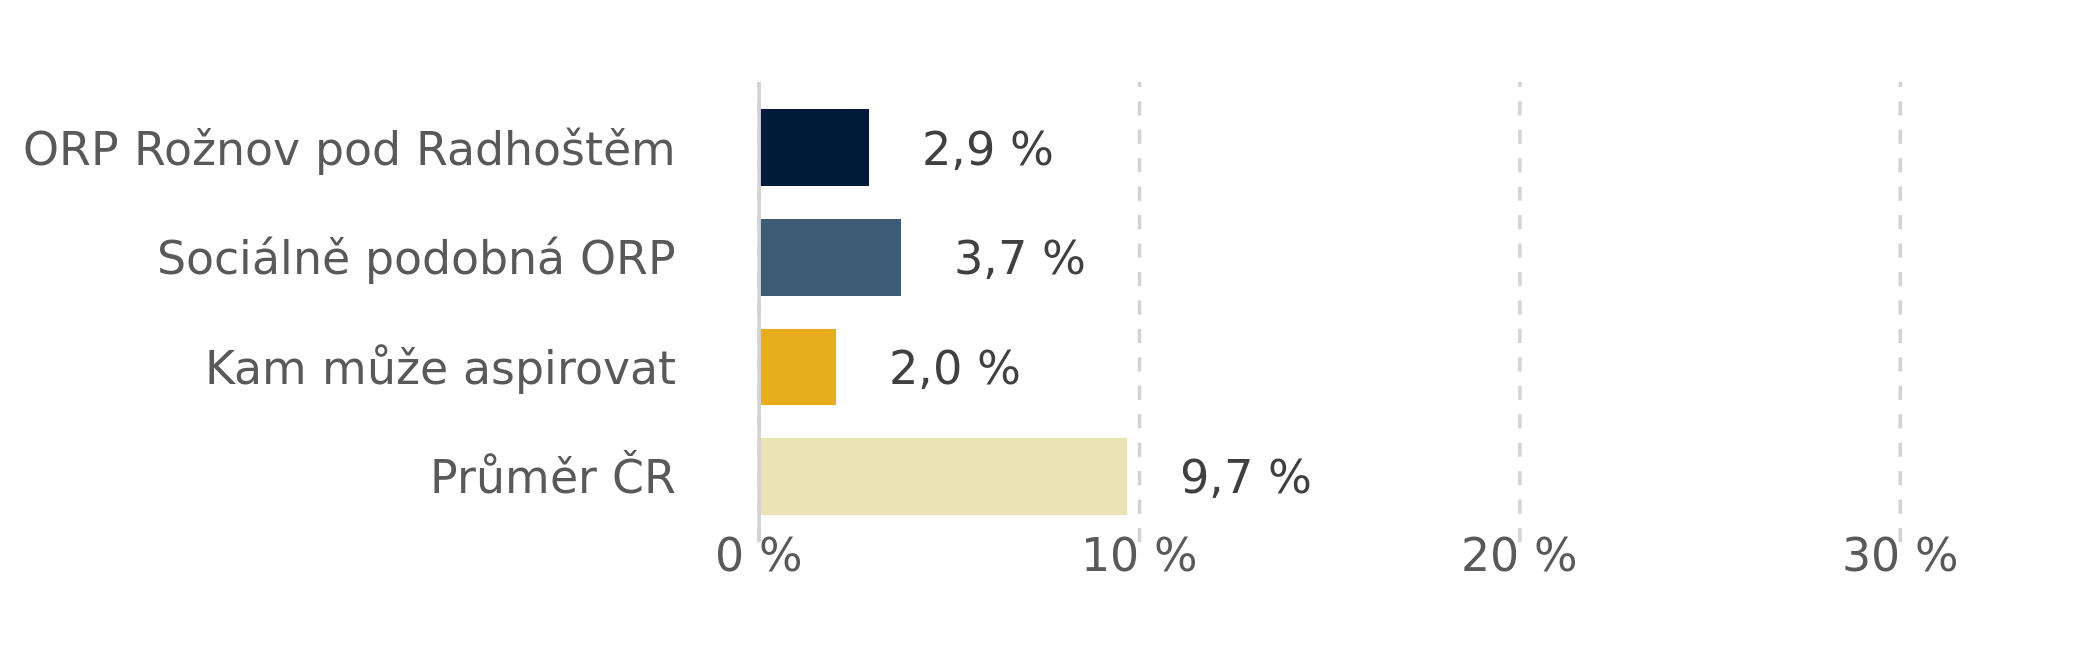 ORP Rožnov pod Radhoštěm 2,9 %
Sociálně podobná ORP 3,7 %
Kam může aspirovat 2,0 %
Průměr ČR 9,7 %
0 % 10 % 20 % 30 %